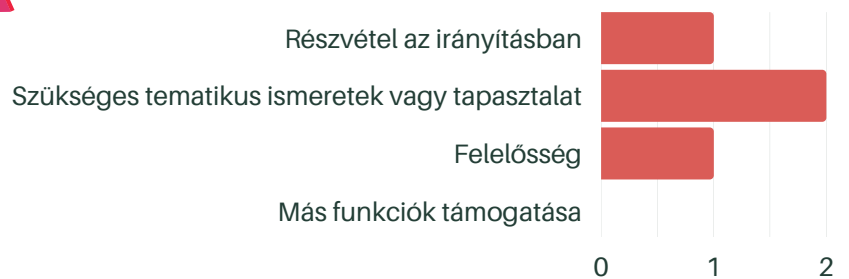 Részvétel az irányításban
Szükséges tematikus ismeretek vagy tapasztalat
Felelősség
Más funkciók támogatása
0 1 2